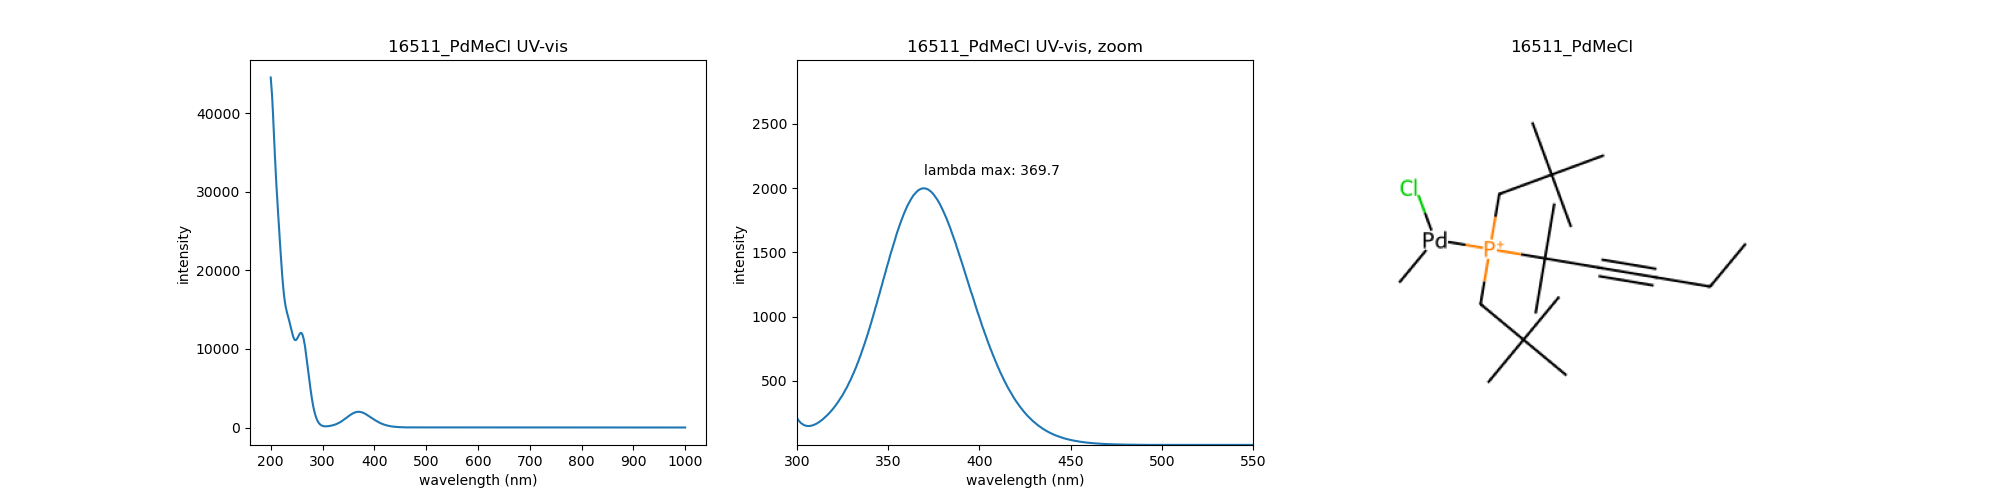 16511_PdMeCl UV-vis
intensity
40000
30000
20000
10000
0
200 300 400 500 600 700 800 900 1000
wavelength (nm)
16511_PdMeCl UV-vis, zoom
intensity
2500
2000
1500
1000
500
lambda max: 369.7
300 350 400 450 500 550
wavelength (nm)
16511_PdMeCl
Cl
Pd
P+